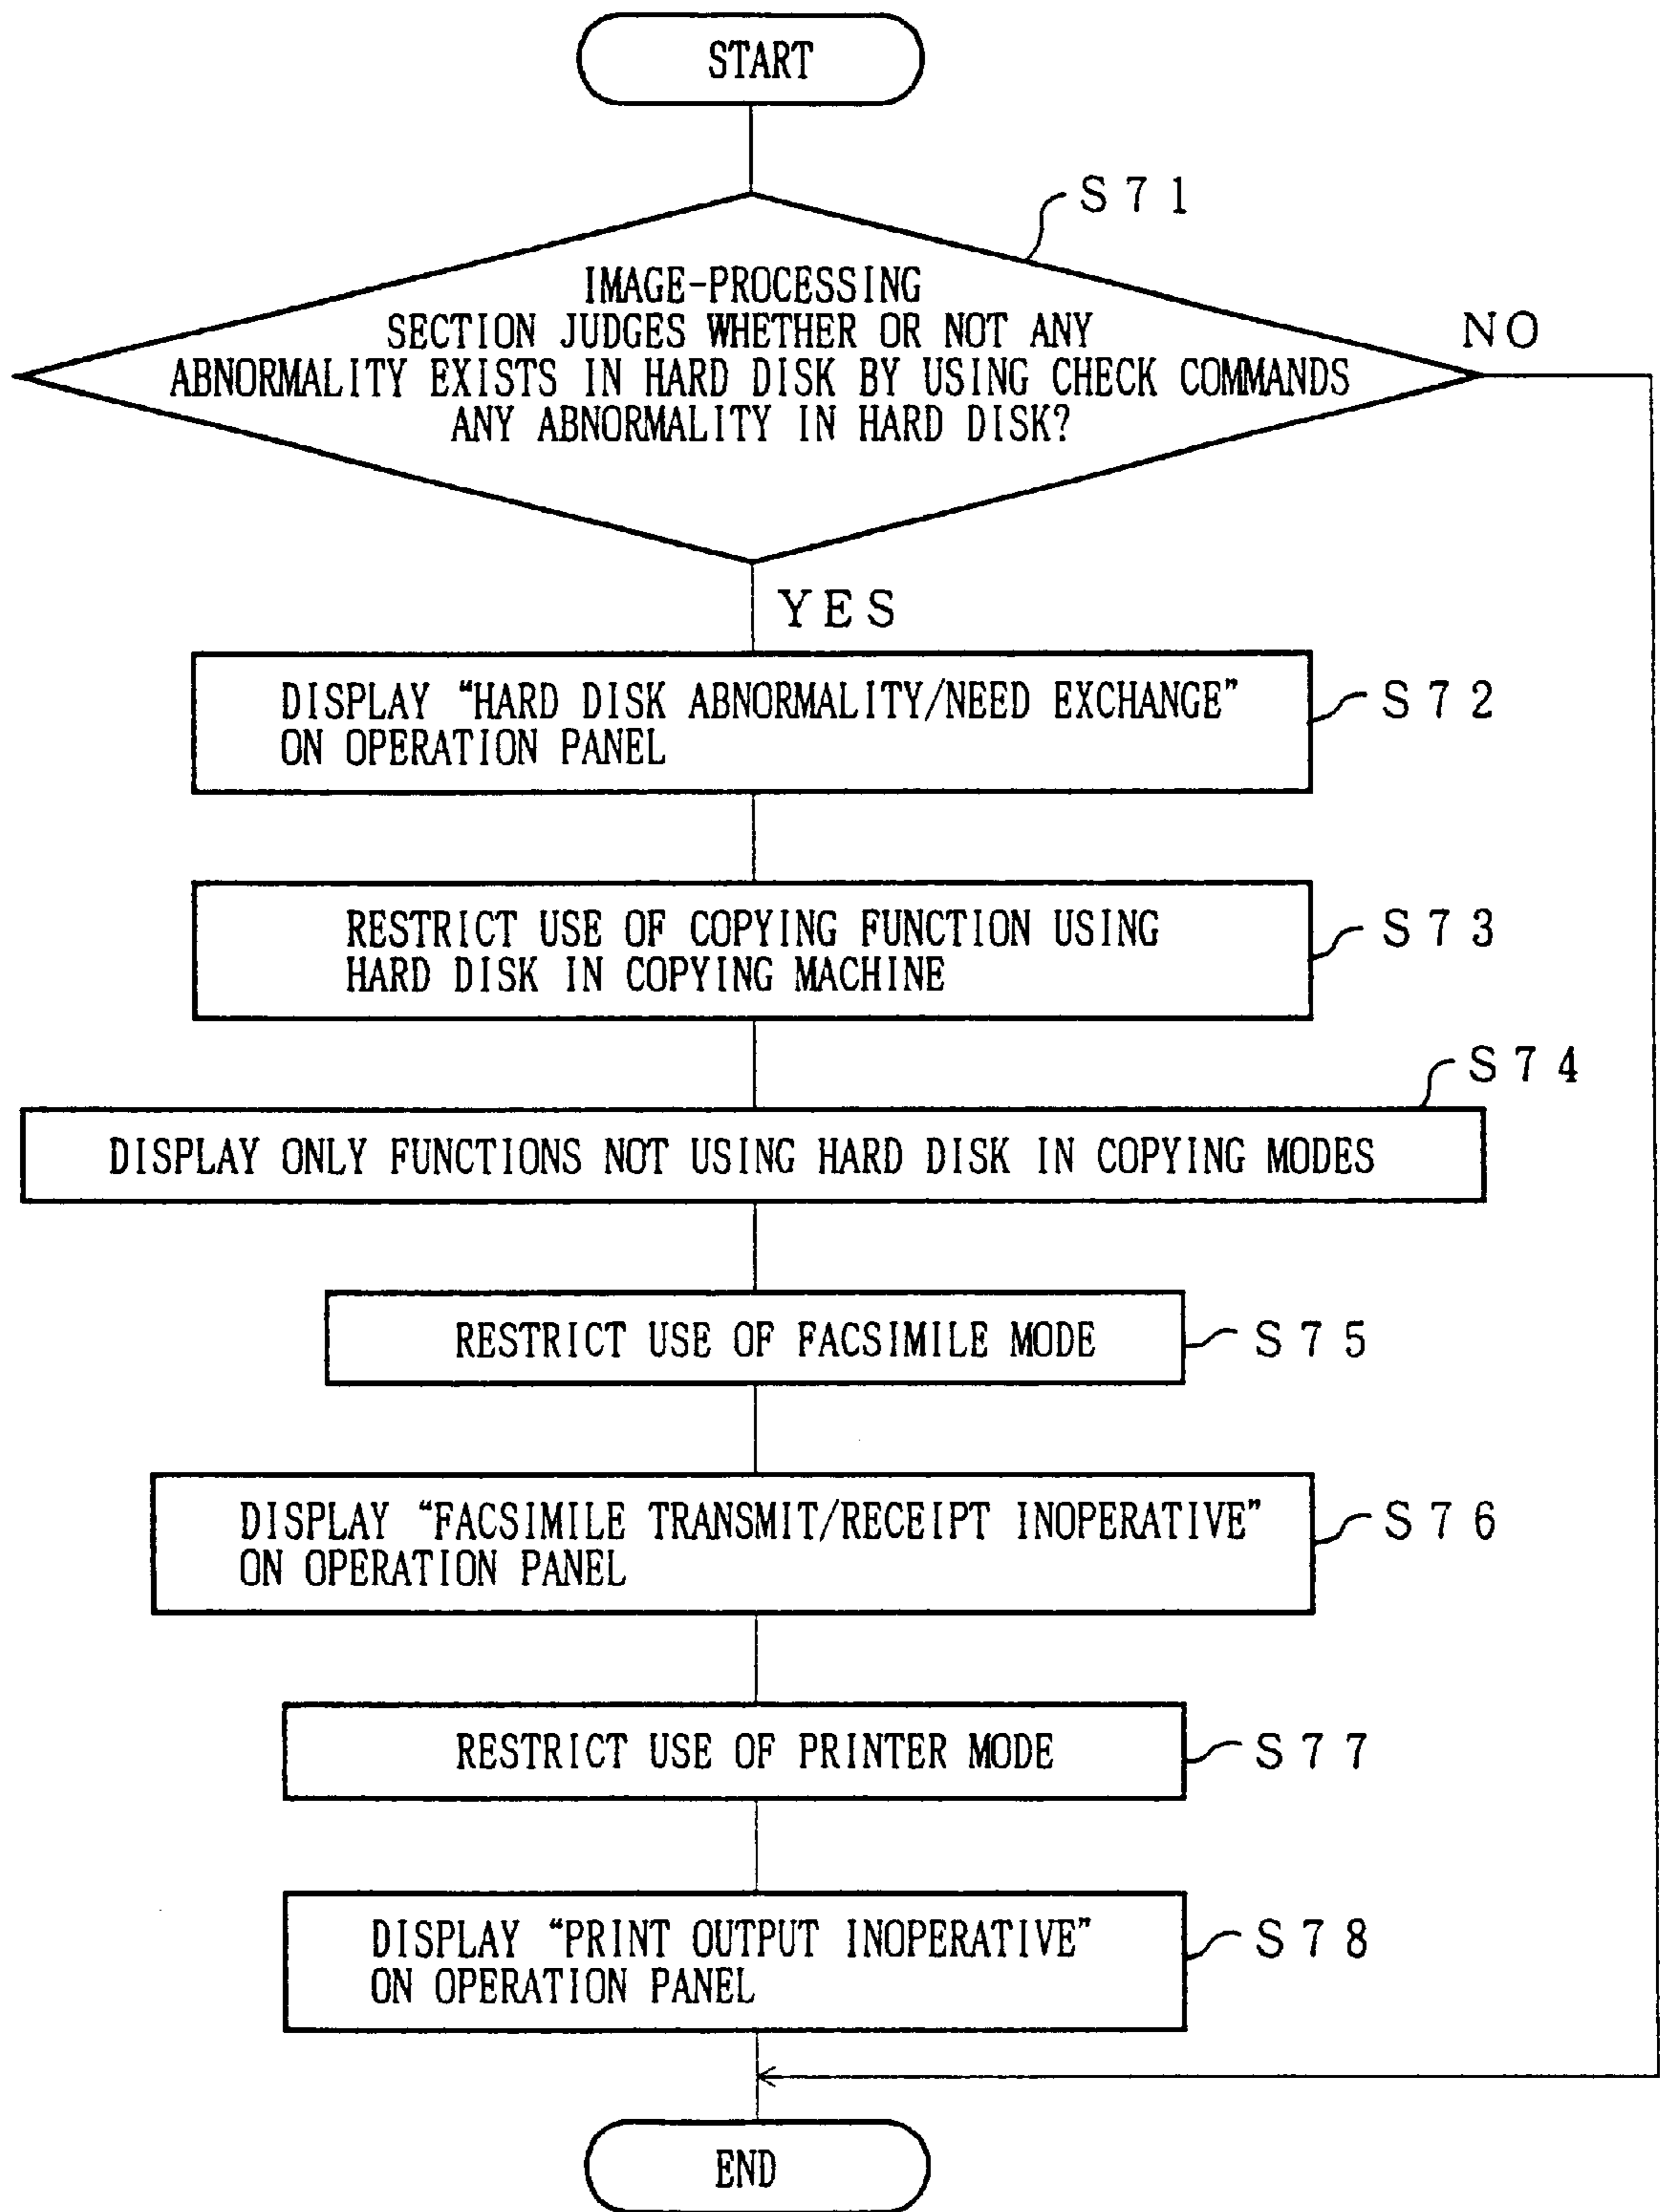 START
S71
IMAGE-PROCESSING
SECTION JUDGES WHETHER OR NOT ANY
ABNORMALITY EXISTS IN HARD DISK BY USING CHECK COMMANDS
ANY ABNORMALITY IN HARD DISK?
NO
YES
DISPLAY “HARD DISK ABNORMALITY/NEED EXCHANGE”
ON OPERATION PANEL
S72
RESTRICT USE OF COPYING FUNCTION USING
HARD DISK IN COPYING MACHINE
S73
S74
DISPLAY ONLY FUNCTIONS NOT USING HARD DISK IN COPYING MODES
RESTRICT USE OF FACSIMILE MODE
S75
DISPLAY “FACSIMILE TRANSMIT/RECEIPT INOPERATIVE”
ON OPERATION PANEL
S76
RESTRICT USE OF PRINTER MODE
S77
DISPLAY “PRINT OUTPUT INOPERATIVE”
ON OPERATION PANEL
S78
END